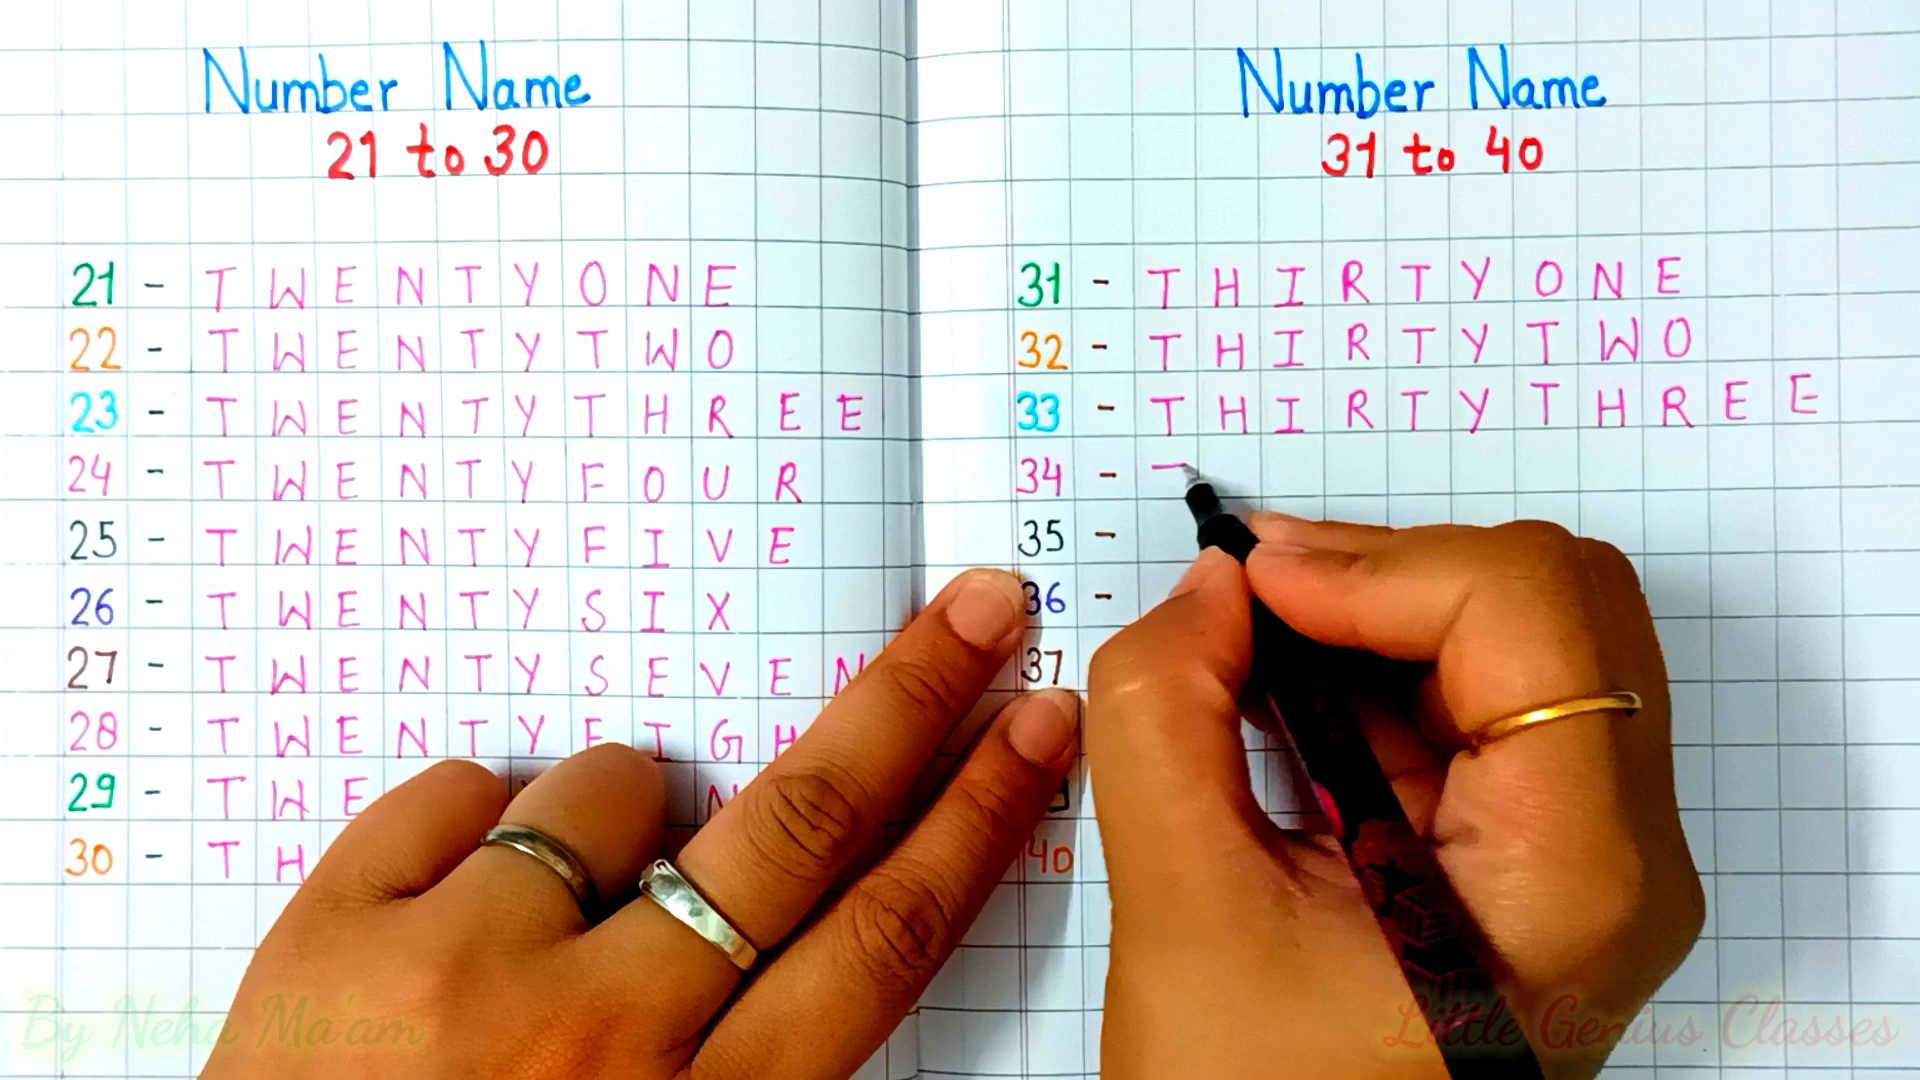 Number Name
21 to 30
21 - TWENTYONE
22 - TWENTYTWO
23 - TWENTYTHREE
24 - TWENTYFOUR
25 - TWENTYFIVE
26 - TWENTYSIX
27 - TWENTYSEVEN
28 - TWENTYEIGH
29 - TWE
30 - TH
Number Name
31 to 40
31 - THIRTYONE
32 - THIRTYTWO
33 - THIRTYTHREE
34 -
35 -
36 -
37
40
By Neha Ma'am
Little Genius Classes